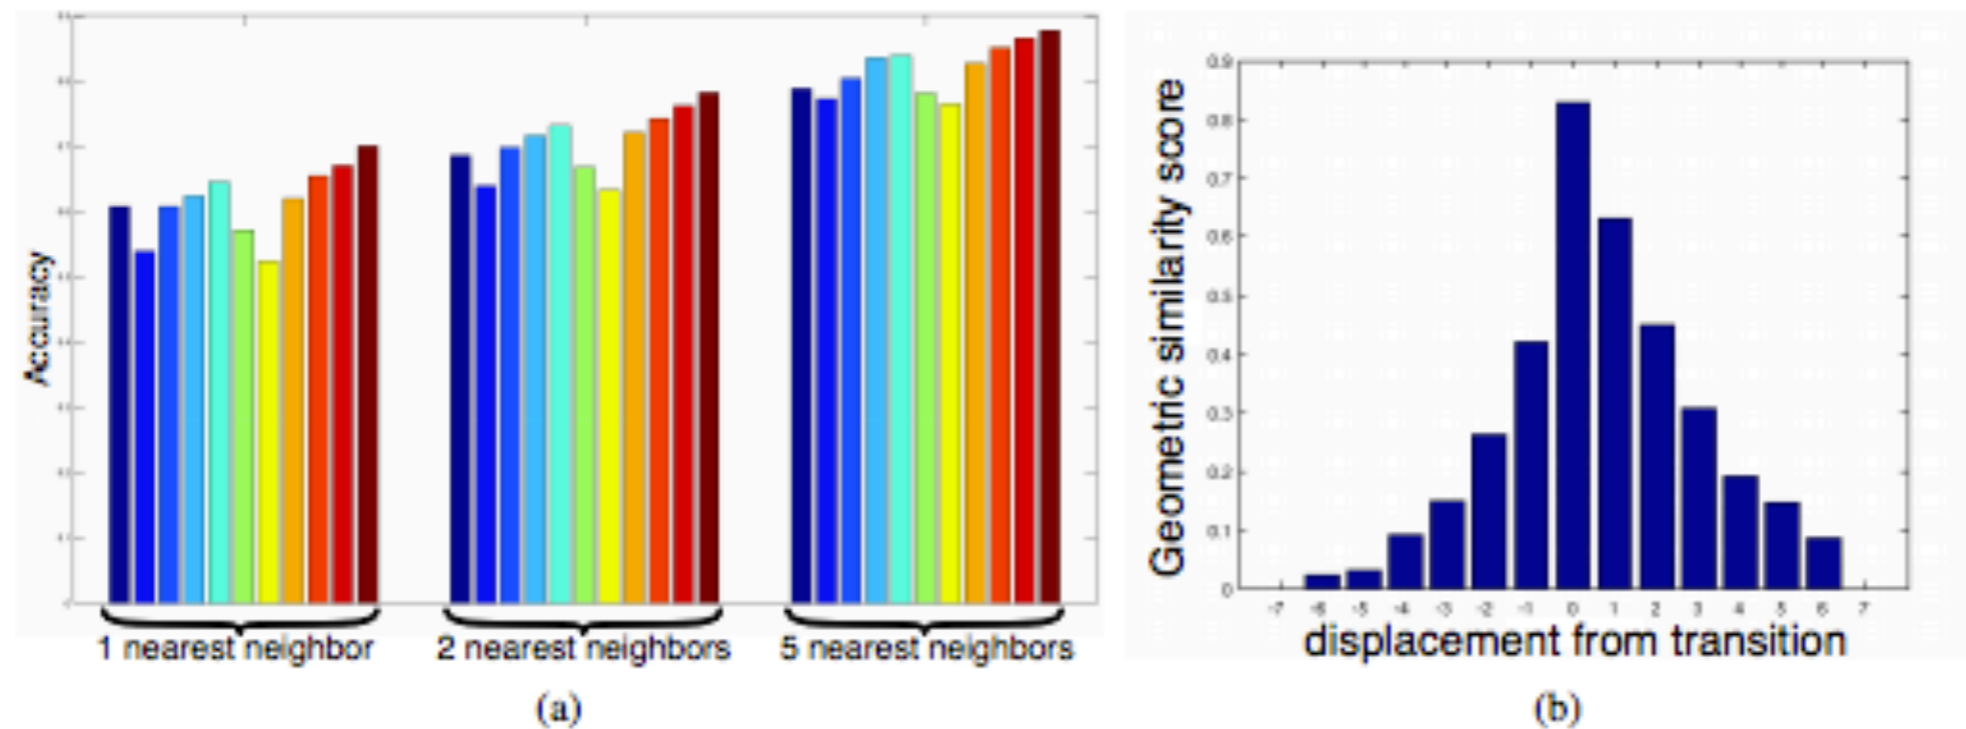 Accuracy
1 nearest neighbor
2 nearest neighbors
5 nearest neighbors
(a)
Geometric similarity score
0.9
0.8
0.7
0.6
0.5
0.4
0.3
0.2
0.1
0
-7 -6 -5 -4 -3 -2 -1 0 1 2 3 4 5 6 7
displacement from transition
(b)